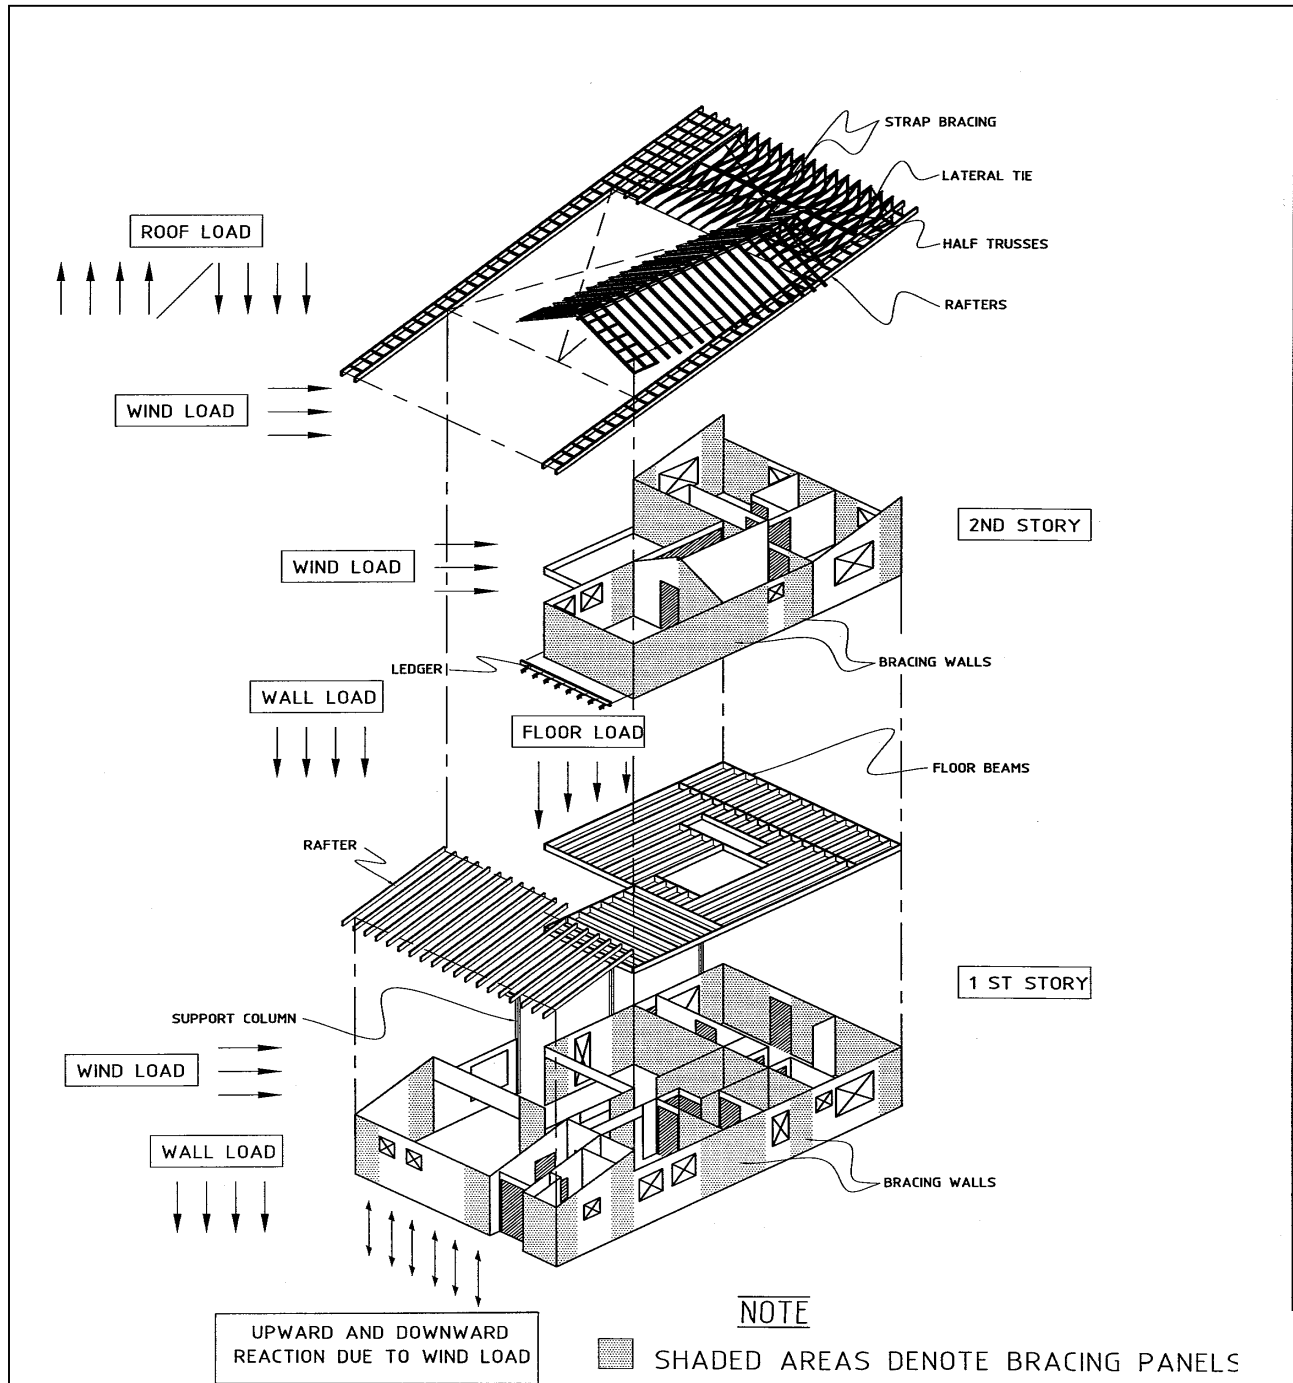 STRAP BRACING
LATERAL TIE
ROOF LOAD
HALF TRUSSES
RAFTERS
WIND LOAD
2ND STORY
WIND LOAD
BRACING WALLS
LEDGER
WALL LOAD
FLOOR LOAD
FLOOR BEAMS
RAFTER
1 ST STORY
SUPPORT COLUMN
WIND LOAD
WALL LOAD
BRACING WALLS
UPWARD AND DOWNWARD
REACTION DUE TO WIND LOAD
NOTE
SHADED AREAS DENOTE BRACING PANELS